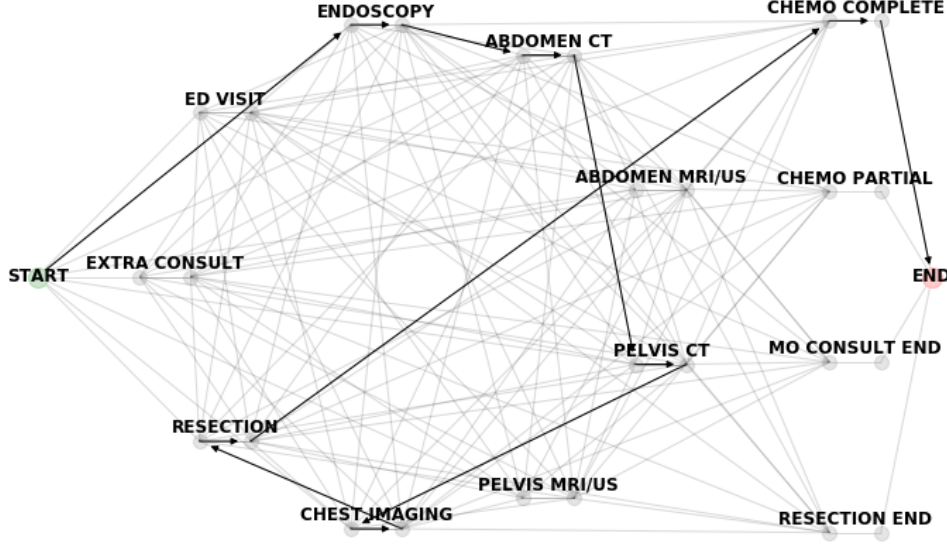 CHEMO COMPLETE
ENDOSCOPY
ABDOMEN CT
ED VISIT
ABDOMEN MRI/US
CHEMO PARTIAL
EXTRA CONSULT
START
END
MO CONSULT END
PELVIS CT
RESECTION
PELVIS MRI/US
CHEST IMAGING
RESECTION END